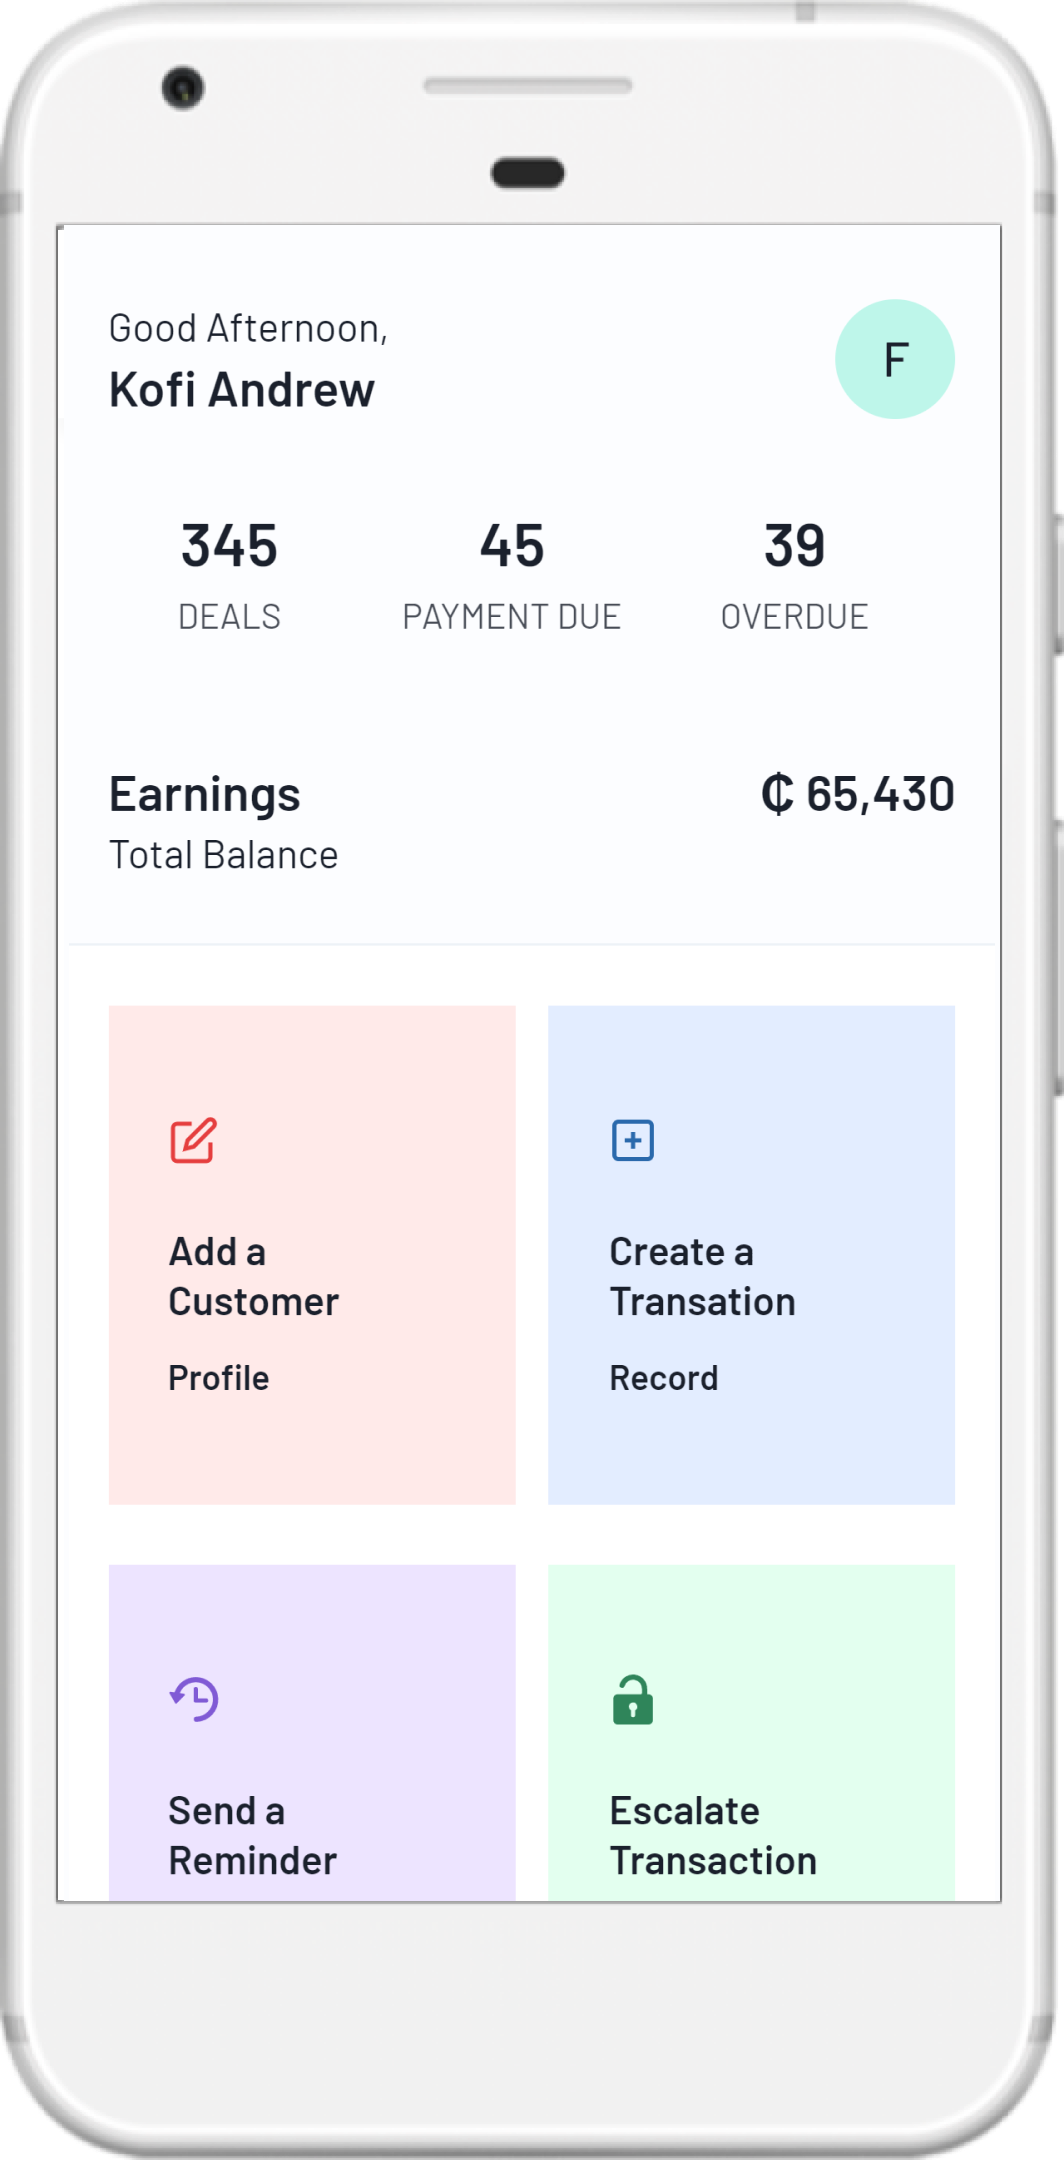 Good Afternoon,
Kofi Andrew
F
345
45
39
DEALS
PAYMENT DUE
OVERDUE
Earnings
₵ 65,430
Total Balance
Add a
Customer
Profile
Create a
Transation
Record
Send a
Reminder
Escalate
Transaction